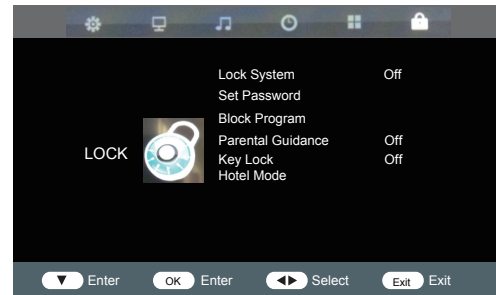 Lock System Off
Set Password
Block Program
Parental Guidance Off
LOCK
Key Lock Off
Hotel Mode
▼ Enter OK Enter ◀▶ Select Exit Exit